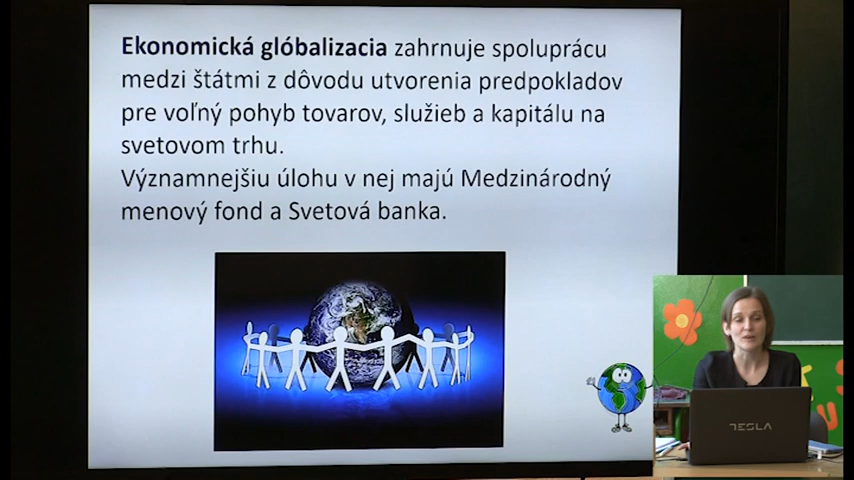 Ekonomická glóbalizacia zahrnuje spoluprácu
medzi štátmi z dôvodu utvorenia predpokladov
pre voľný pohyb tovarov, služieb a kapitálu na
svetovom trhu.
Významnejšiu úlohu v nej majú Medzinárodný
menový fond a Svetová banka.
TESLA